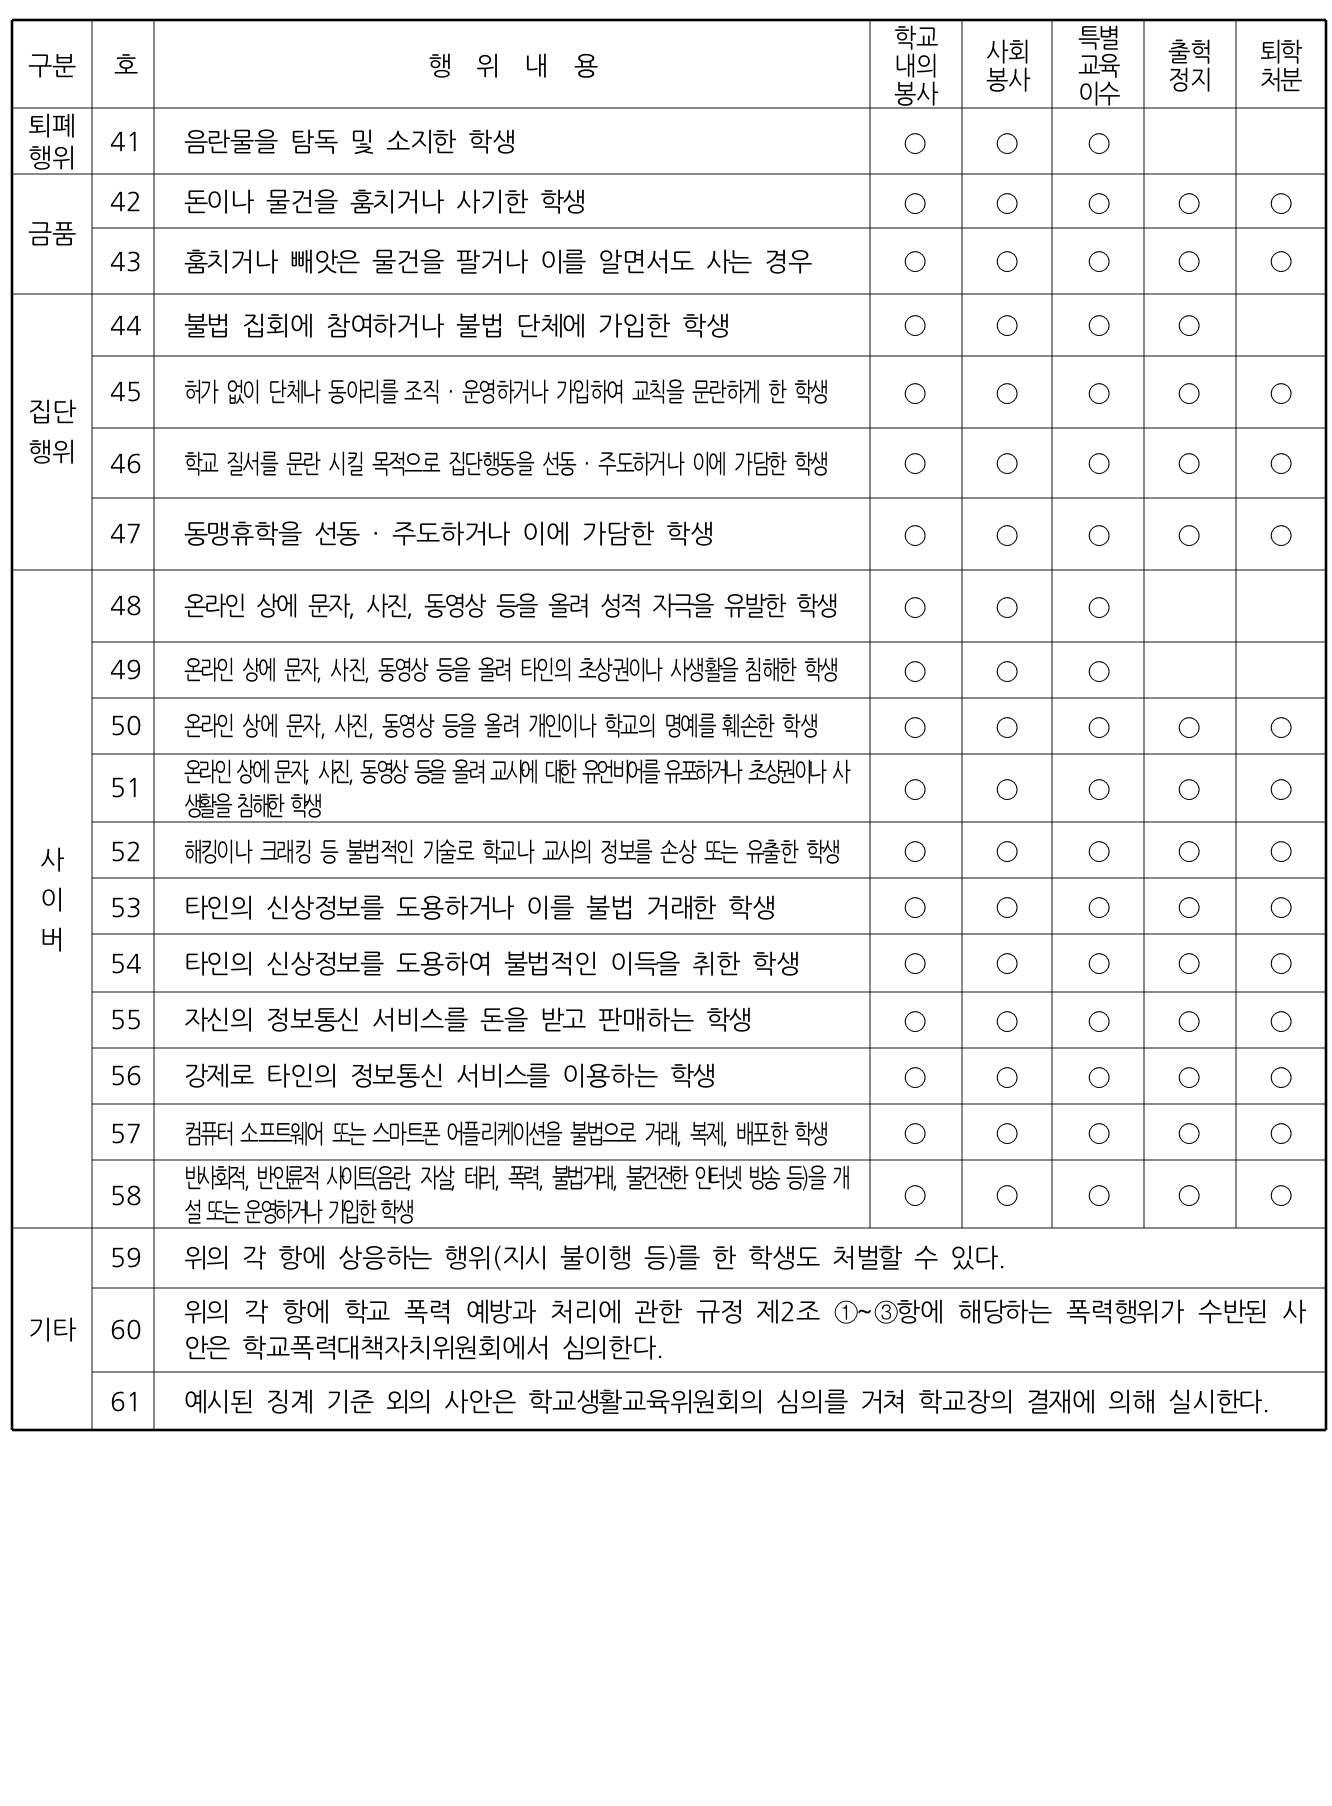 구분 호 행 위 내 용 학교 내의 봉사 사회 봉사 특별 교육 이수 출헉 정지 퇴학 처분
퇴폐 행위 41 음란물을 탐독 및 소지한 학생 ○ ○ ○
금품 42 돈이나 물건을 훔치거나 사기한 학생 ○ ○ ○ ○ ○
43 훔치거나 빼앗은 물건을 팔거나 이를 알면서도 사는 경우 ○ ○ ○ ○ ○
집단 행위 44 불법 집회에 참여하거나 불법 단체에 가입한 학생 ○ ○ ○ ○
45 허가 없이 단체나 동아리를 조직 · 운영하거나 가입하여 교칙을 문란하게 한 학생 ○ ○ ○ ○ ○
46 학교 질서를 문란 시킬 목적으로 집단행동을 선동 · 주도하거나 이에 가담한 학생 ○ ○ ○ ○ ○
47 동맹휴학을 선동 · 주도하거나 이에 가담한 학생 ○ ○ ○ ○ ○
사이버 48 온라인 상에 문자, 사진, 동영상 등을 올려 성적 자극을 유발한 학생 ○ ○ ○
49 온라인 상에 문자, 사진, 동영상 등을 올려 타인의 초상권이나 사생활을 침해한 학생 ○ ○ ○
50 온라인 상에 문자, 사진, 동영상 등을 올려 개인이나 학교의 명예를 훼손한 학생 ○ ○ ○ ○ ○
51 온라인 상에 문자, 사진, 동영상 등을 올려 교사에 대한 유언비어를 유포하거나 초상권이나 사
생활을 침해한 학생 ○ ○ ○ ○ ○
52 해킹이나 크래킹 등 불법적인 기술로 학교나 교사의 정보를 손상 또는 유출한 학생 ○ ○ ○ ○ ○
53 타인의 신상정보를 도용하거나 이를 불법 거래한 학생 ○ ○ ○ ○ ○
54 타인의 신상정보를 도용하여 불법적인 이득을 취한 학생 ○ ○ ○ ○ ○
55 자신의 정보통신 서비스를 돈을 받고 판매하는 학생 ○ ○ ○ ○ ○
56 강제로 타인의 정보통신 서비스를 이용하는 학생 ○ ○ ○ ○ ○
57 컴퓨터 소프트웨어 또는 스마트폰 어플리케이션을 불법으로 거래, 복제, 배포한 학생 ○ ○ ○ ○ ○
58 반사회적, 반인륜적 사이트(음란, 자살, 테러, 폭력, 불법거래, 불건전한 인터넷 방송 등)을 개
설 또는 운영하거나 가입한 학생 ○ ○ ○ ○ ○
기타 59 위의 각 항에 상응하는 행위(지시 불이행 등)를 한 학생도 처벌할 수 있다.
60 위의 각 항에 학교 폭력 예방과 처리에 관한 규정 제2조 ①~③항에 해당하는 폭력행위가 수반된 사
안은 학교폭력대책자치위원회에서 심의한다.
61 예시된 징계 기준 외의 사안은 학교생활교육위원회의 심의를 거쳐 학교장의 결재에 의해 실시한다.